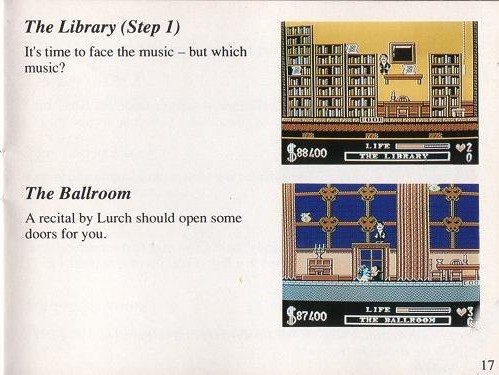 The Library (Step 1)
It's time to face the music – but which
music?
$88400
LIFE
2
THE LIBRARY
0
The Ballroom
A recital by Lurch should open some
doors for you.
$87400
LIFE
THE BALLROOM
17